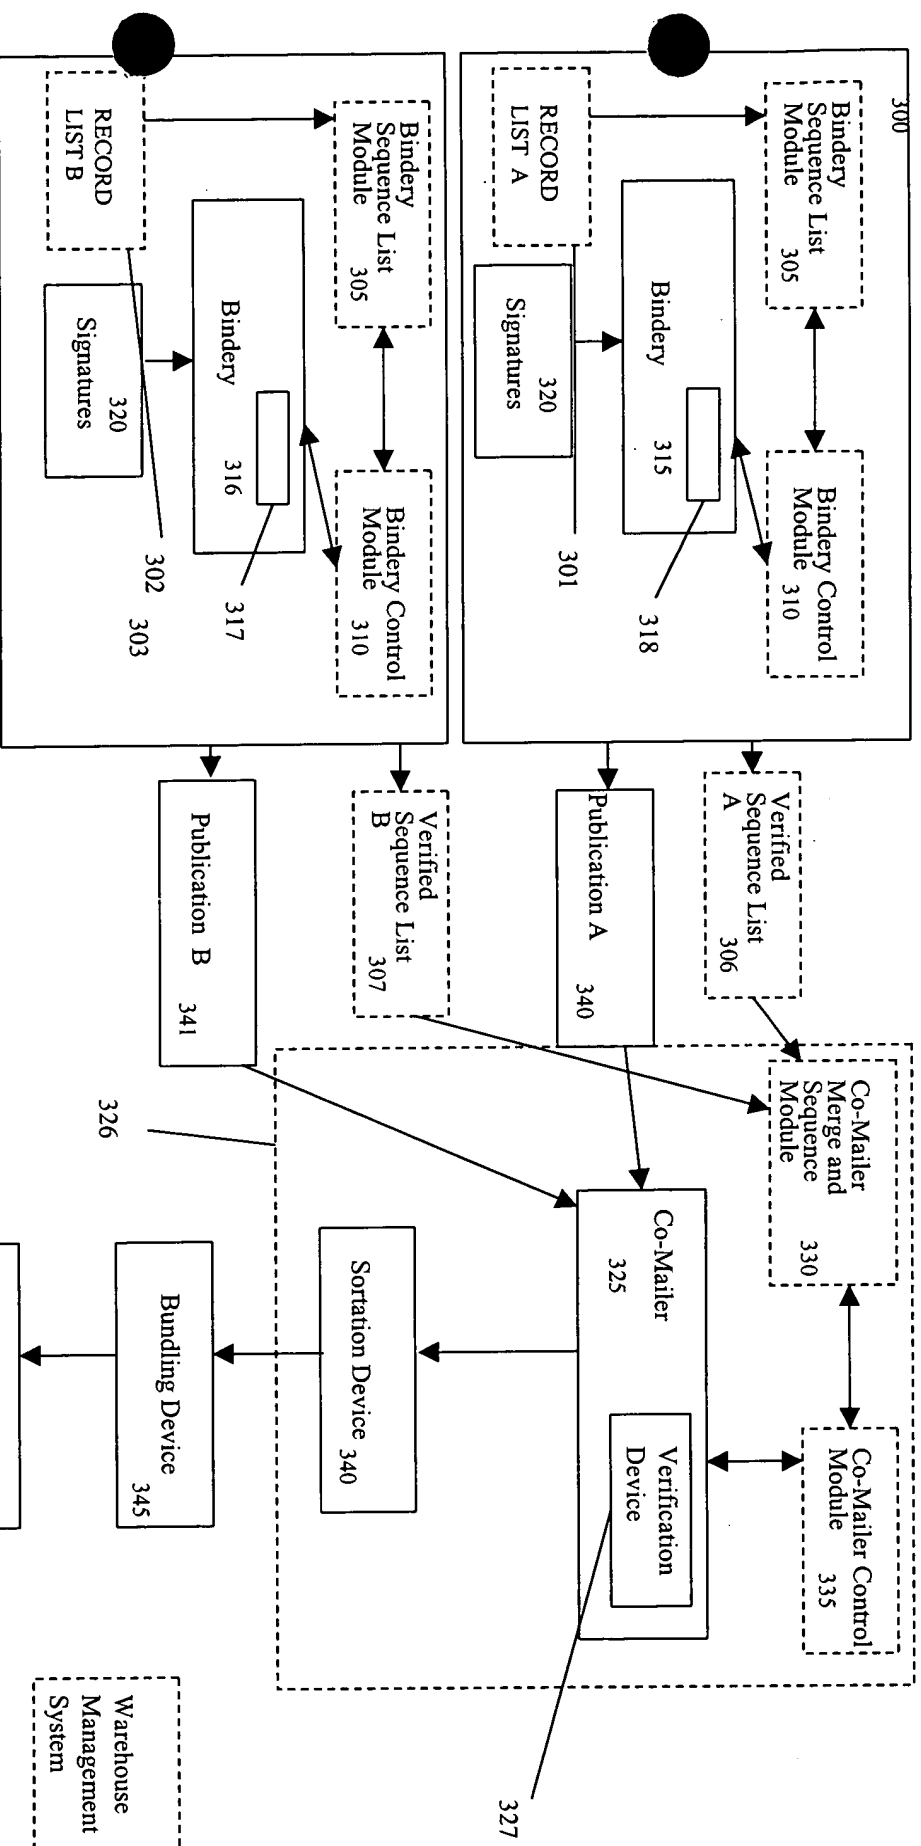 300
Bindery
Sequence List
Module
305
Bindery Control
Module
310
RECORD
LIST A
Bindery
315
318
Signatures
320
301
Verified
Sequence List
A
306
Publication A
340
Bindery
Sequence List
Module
305
Bindery Control
Module
310
RECORD
LIST B
Bindery
316
317
Signatures
320
302
303
Verified
Sequence List
B
307
Publication B
341
326
Co-Mailer
Merge and
Sequence
Module
330
Co-Mailer Control
Module
335
Co-Mailer
325
Verification
Device
327
Sortation Device
340
Bundling Device
345
Warehouse
Management
System